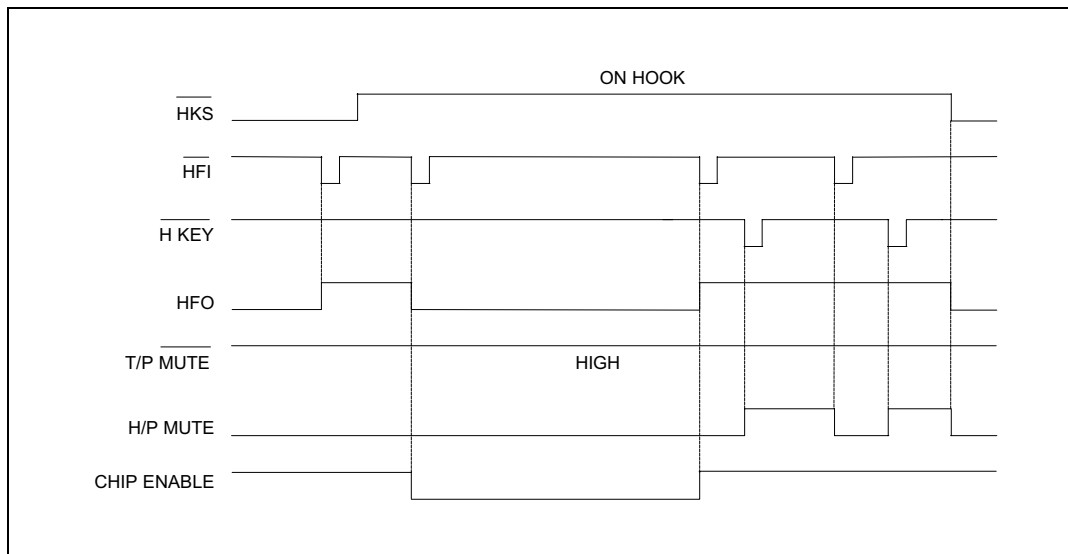 ON HOOK
HKS
HFI
H KEY
HFO
T/P MUTE
HIGH
H/P MUTE
CHIP ENABLE